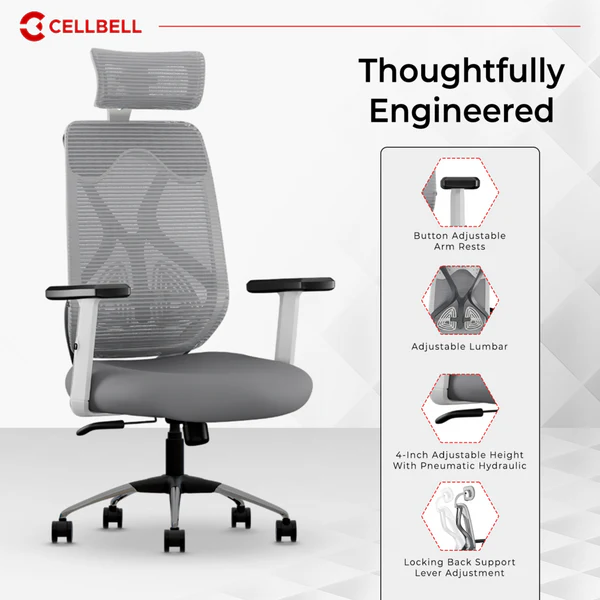 CELLBELL
Thoughtfully
Engineered
Button Adjustable
Arm Rests
Adjustable Lumbar
4-Inch Adjustable Height
With Pneumatic Hydraulic
Locking Back Support
Lever Adjustment